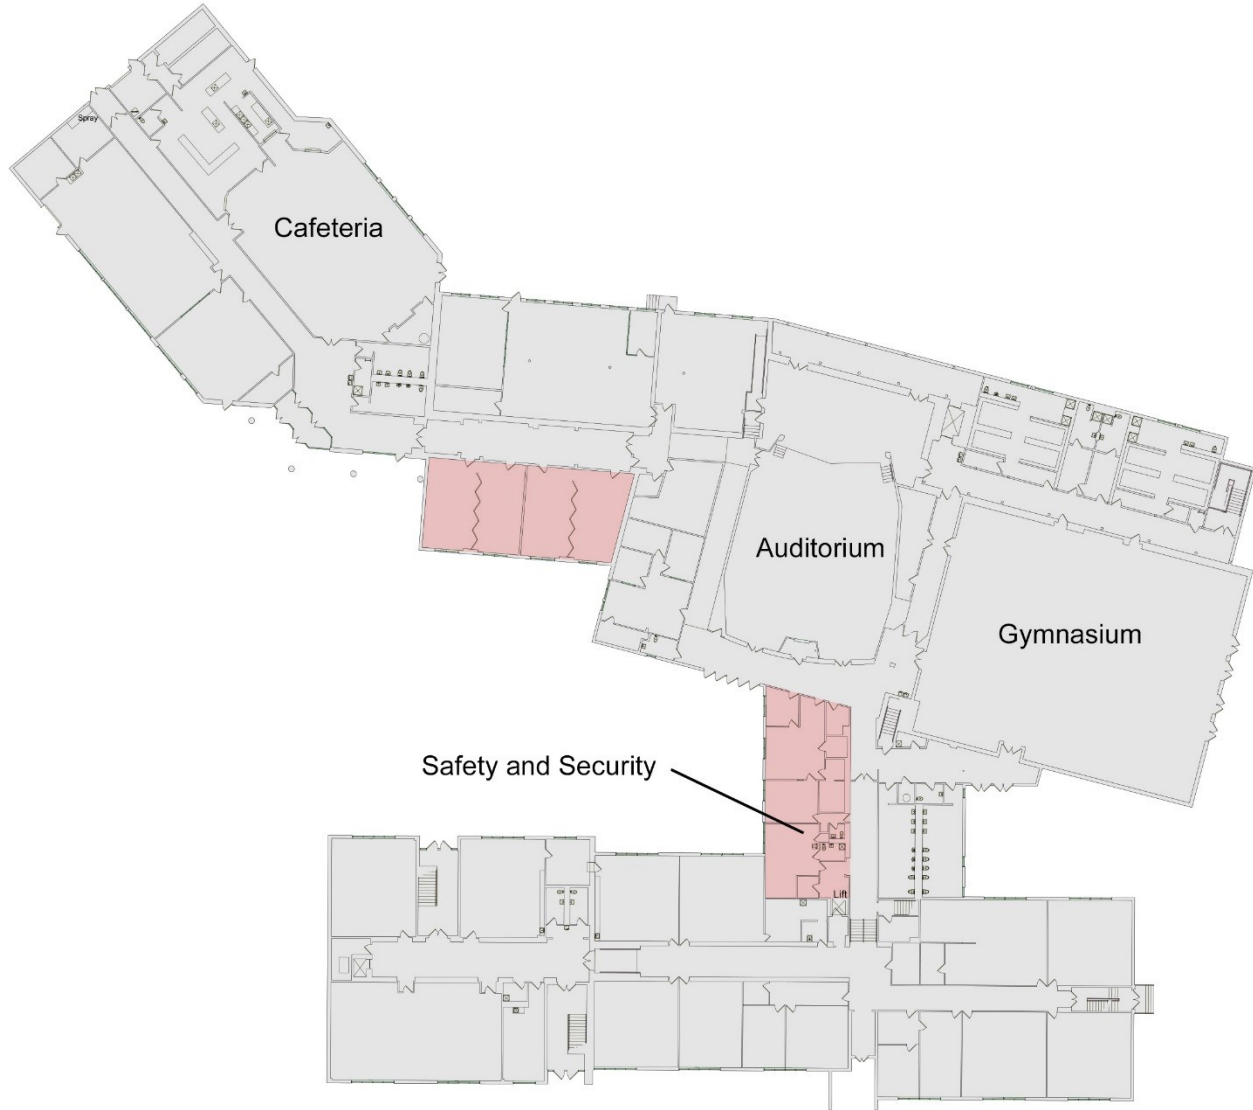 Spray
Cafeteria
Auditorium
Gymnasium
Safety and Security
Lift